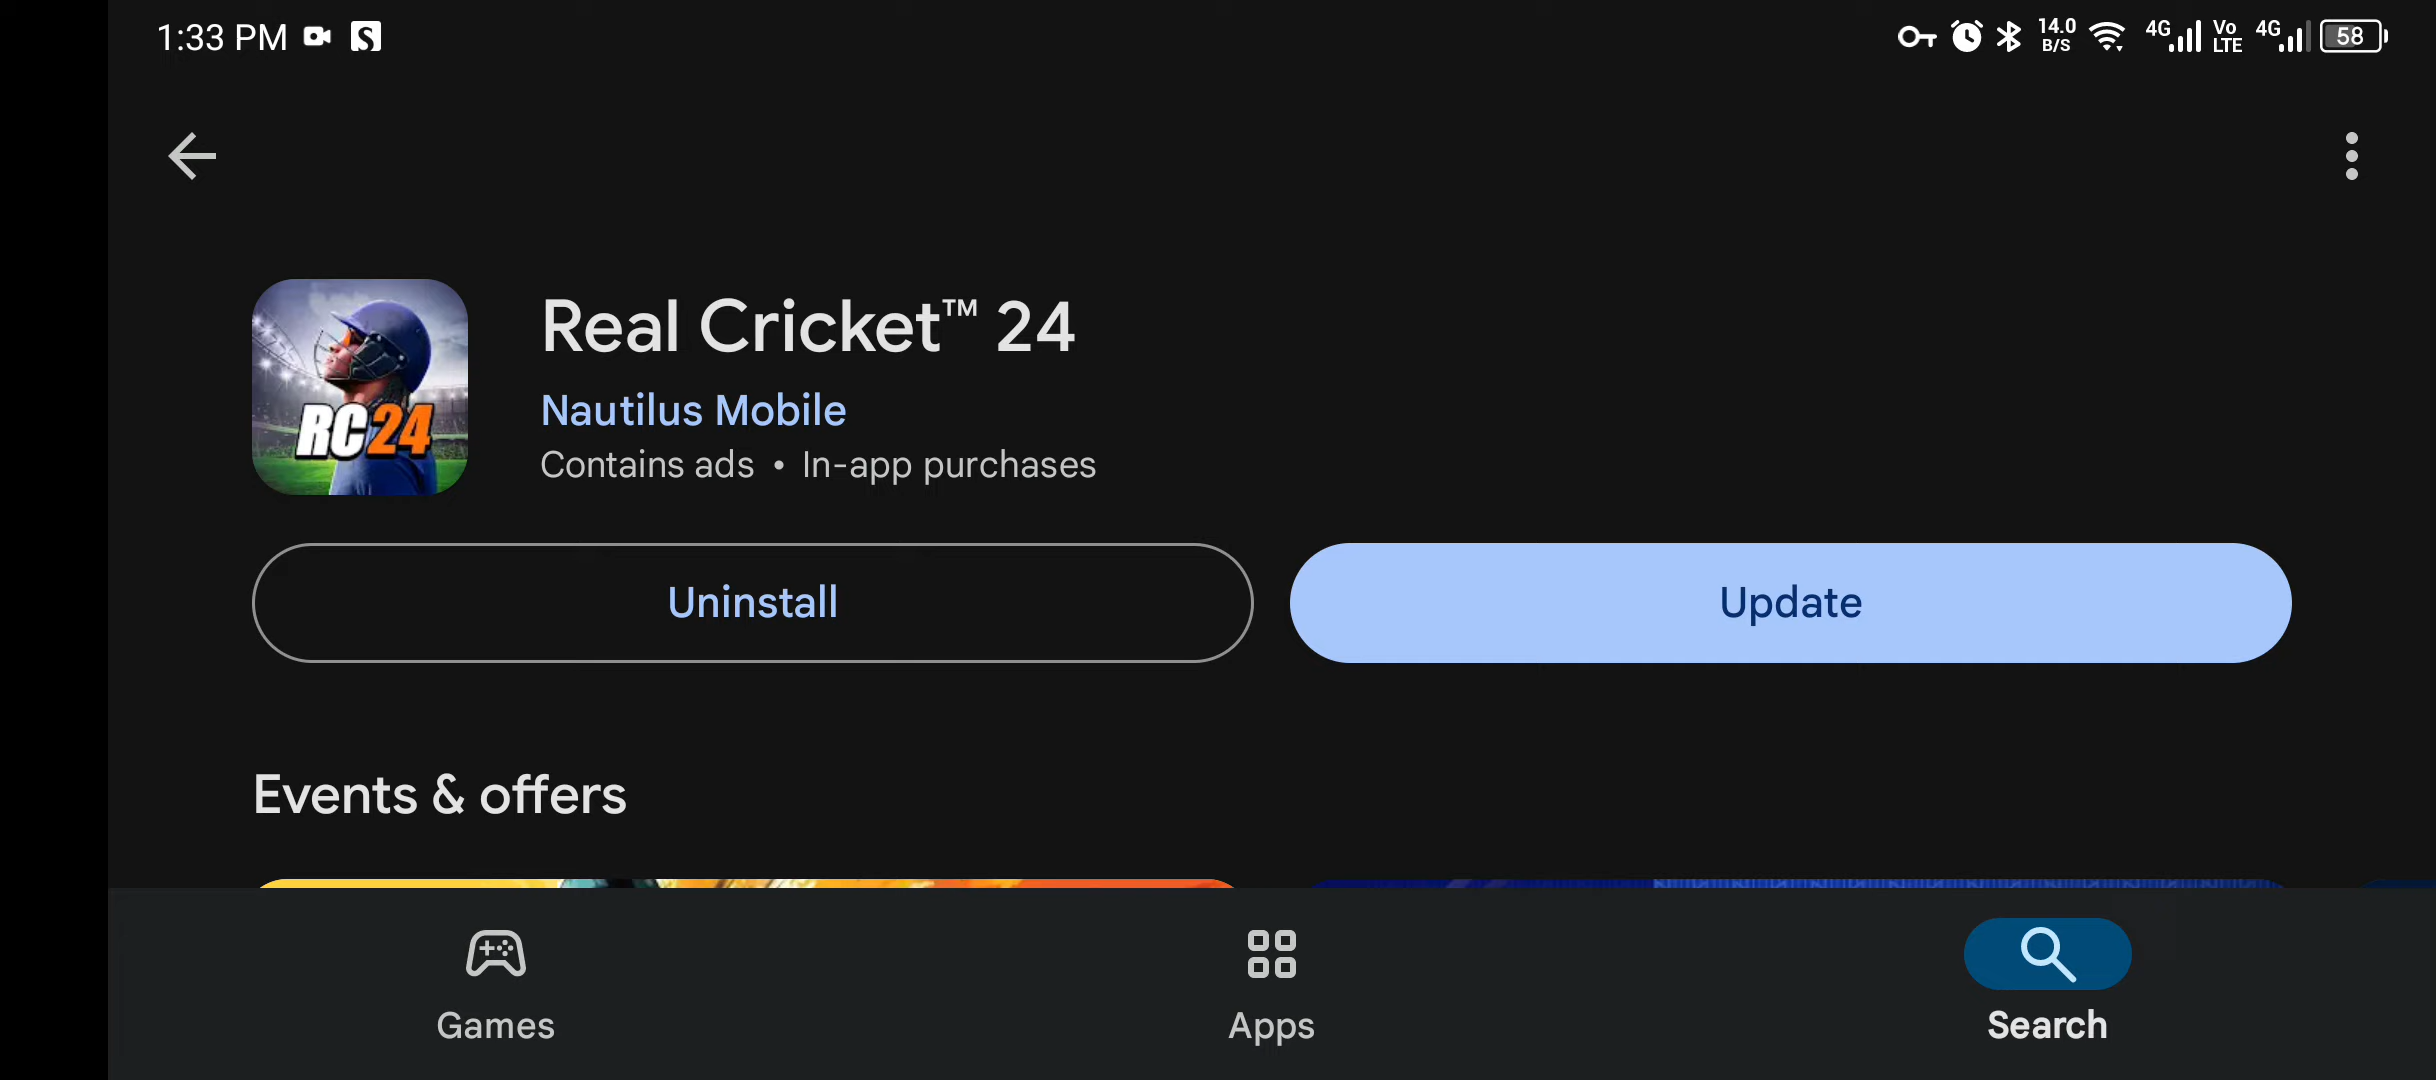 1:33 PM
14.0
B/S
4G
Vo
LTE
4G
58
Real Cricket™ 24
Nautilus Mobile
Contains ads • In-app purchases
RC24
Uninstall
Update
Events & offers
Games
Apps
Search